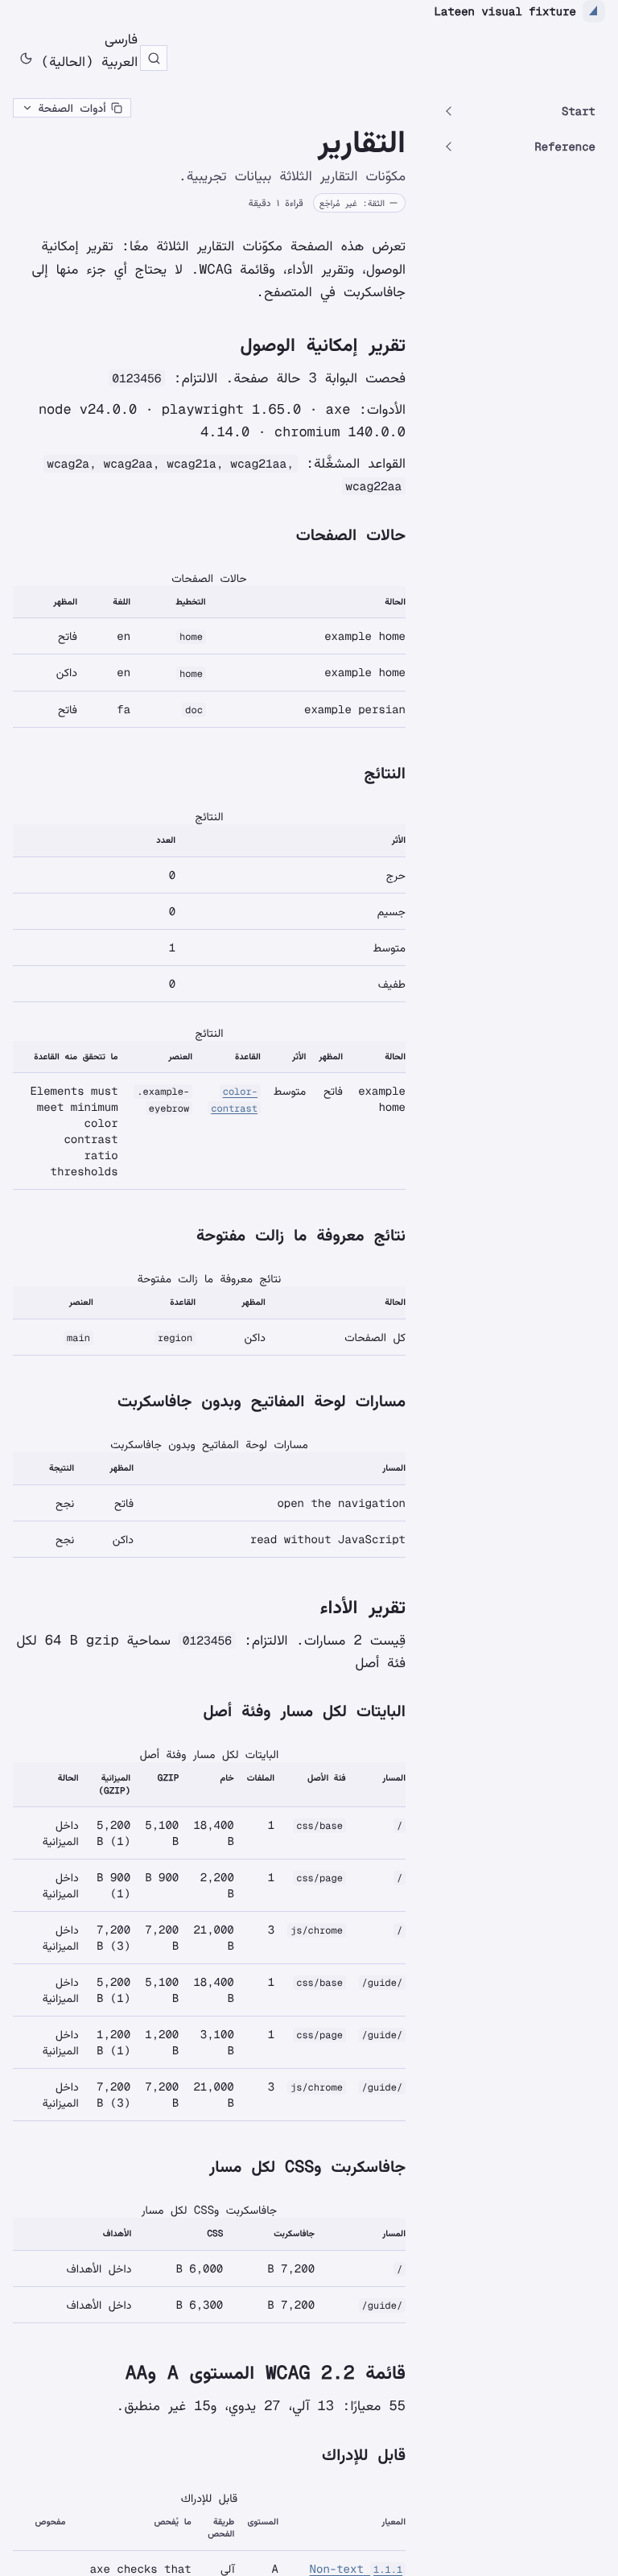 Lateen visual fixture
فارسی
العربية (الحالية)
Start
Reference
أدوات الصفحة
التقارير
مكوّنات التقارير الثلاثة ببيانات تجريبية.
— الثقة: غير مُراجَع قراءة ١ دقيقة
تعرض هذه الصفحة مكوّنات التقارير الثلاثة معًا: تقرير إمكانية
الوصول، وتقرير الأداء، وقائمة WCAG. لا يحتاج أي جزء منها إلى
جافاسكربت في المتصفح.
تقرير إمكانية الوصول
فحصت البوابة 3 حالة صفحة. الالتزام: 0123456
الأدوات: node v24.0.0 · playwright 1.65.0 · axe
4.14.0 · chromium 140.0.0
القواعد المشغَّلة: wcag2a, wcag2aa, wcag21a, wcag21aa,
wcag22aa
حالات الصفحات
حالات الصفحات
الحالة التخطيط اللغة المظهر
example home home en فاتح
example home home en داكن
example persian doc fa فاتح
النتائج
النتائج
الأثر العدد
حرج 0
جسيم 0
متوسط 1
طفيف 0
النتائج
الحالة المظهر الأثر القاعدة العنصر ما تتحقق منه القاعدة
example فاتح متوسط color- .example- Elements must
home contrast eyebrow meet minimum
color
contrast
ratio
thresholds
نتائج معروفة ما زالت مفتوحة
نتائج معروفة ما زالت مفتوحة
الحالة المظهر القاعدة العنصر
كل الصفحات داكن region main
مسارات لوحة المفاتيح وبدون جافاسكربت
مسارات لوحة المفاتيح وبدون جافاسكربت
المسار المظهر النتيجة
open the navigation فاتح نجح
read without JavaScript داكن نجح
تقرير الأداء
قِيست 2 مسارات. الالتزام: 0123456 سماحية 64 B gzip لكل
فئة أصل
البايتات لكل مسار وفئة أصل
البايتات لكل مسار وفئة أصل
المسار فئة الأصل الملفات خام GZIP الميزانية الحالة
(GZIP)
/ css/base 1 18,400 5,100 5,200 داخل
B B B (1) الميزانية
/ css/page 1 2,200 900 B 900 B داخل
B (1) الميزانية
/ js/chrome 3 21,000 7,200 7,200 داخل
B B B (3) الميزانية
/guide/ css/base 1 18,400 5,100 5,200 داخل
B B B (1) الميزانية
/guide/ css/page 1 3,100 1,200 1,200 داخل
B B B (1) الميزانية
/guide/ js/chrome 3 21,000 7,200 7,200 داخل
B B B (3) الميزانية
جافاسكربت وCSS لكل مسار
جافاسكربت وCSS لكل مسار
المسار جافاسكربت CSS الأهداف
/ 7,200 B 6,000 B داخل الأهداف
/guide/ 7,200 B 6,300 B داخل الأهداف
قائمة WCAG 2.2 المستوى A وAA
55 معيارًا: 13 آلي، 27 يدوي، و15 غير منطبق.
قابل للإدراك
قابل للإدراك
المعيار المستوى طريقة ما يُفحص مفحوص
الفحص
1.1.1 Non-text A آلي axe checks that